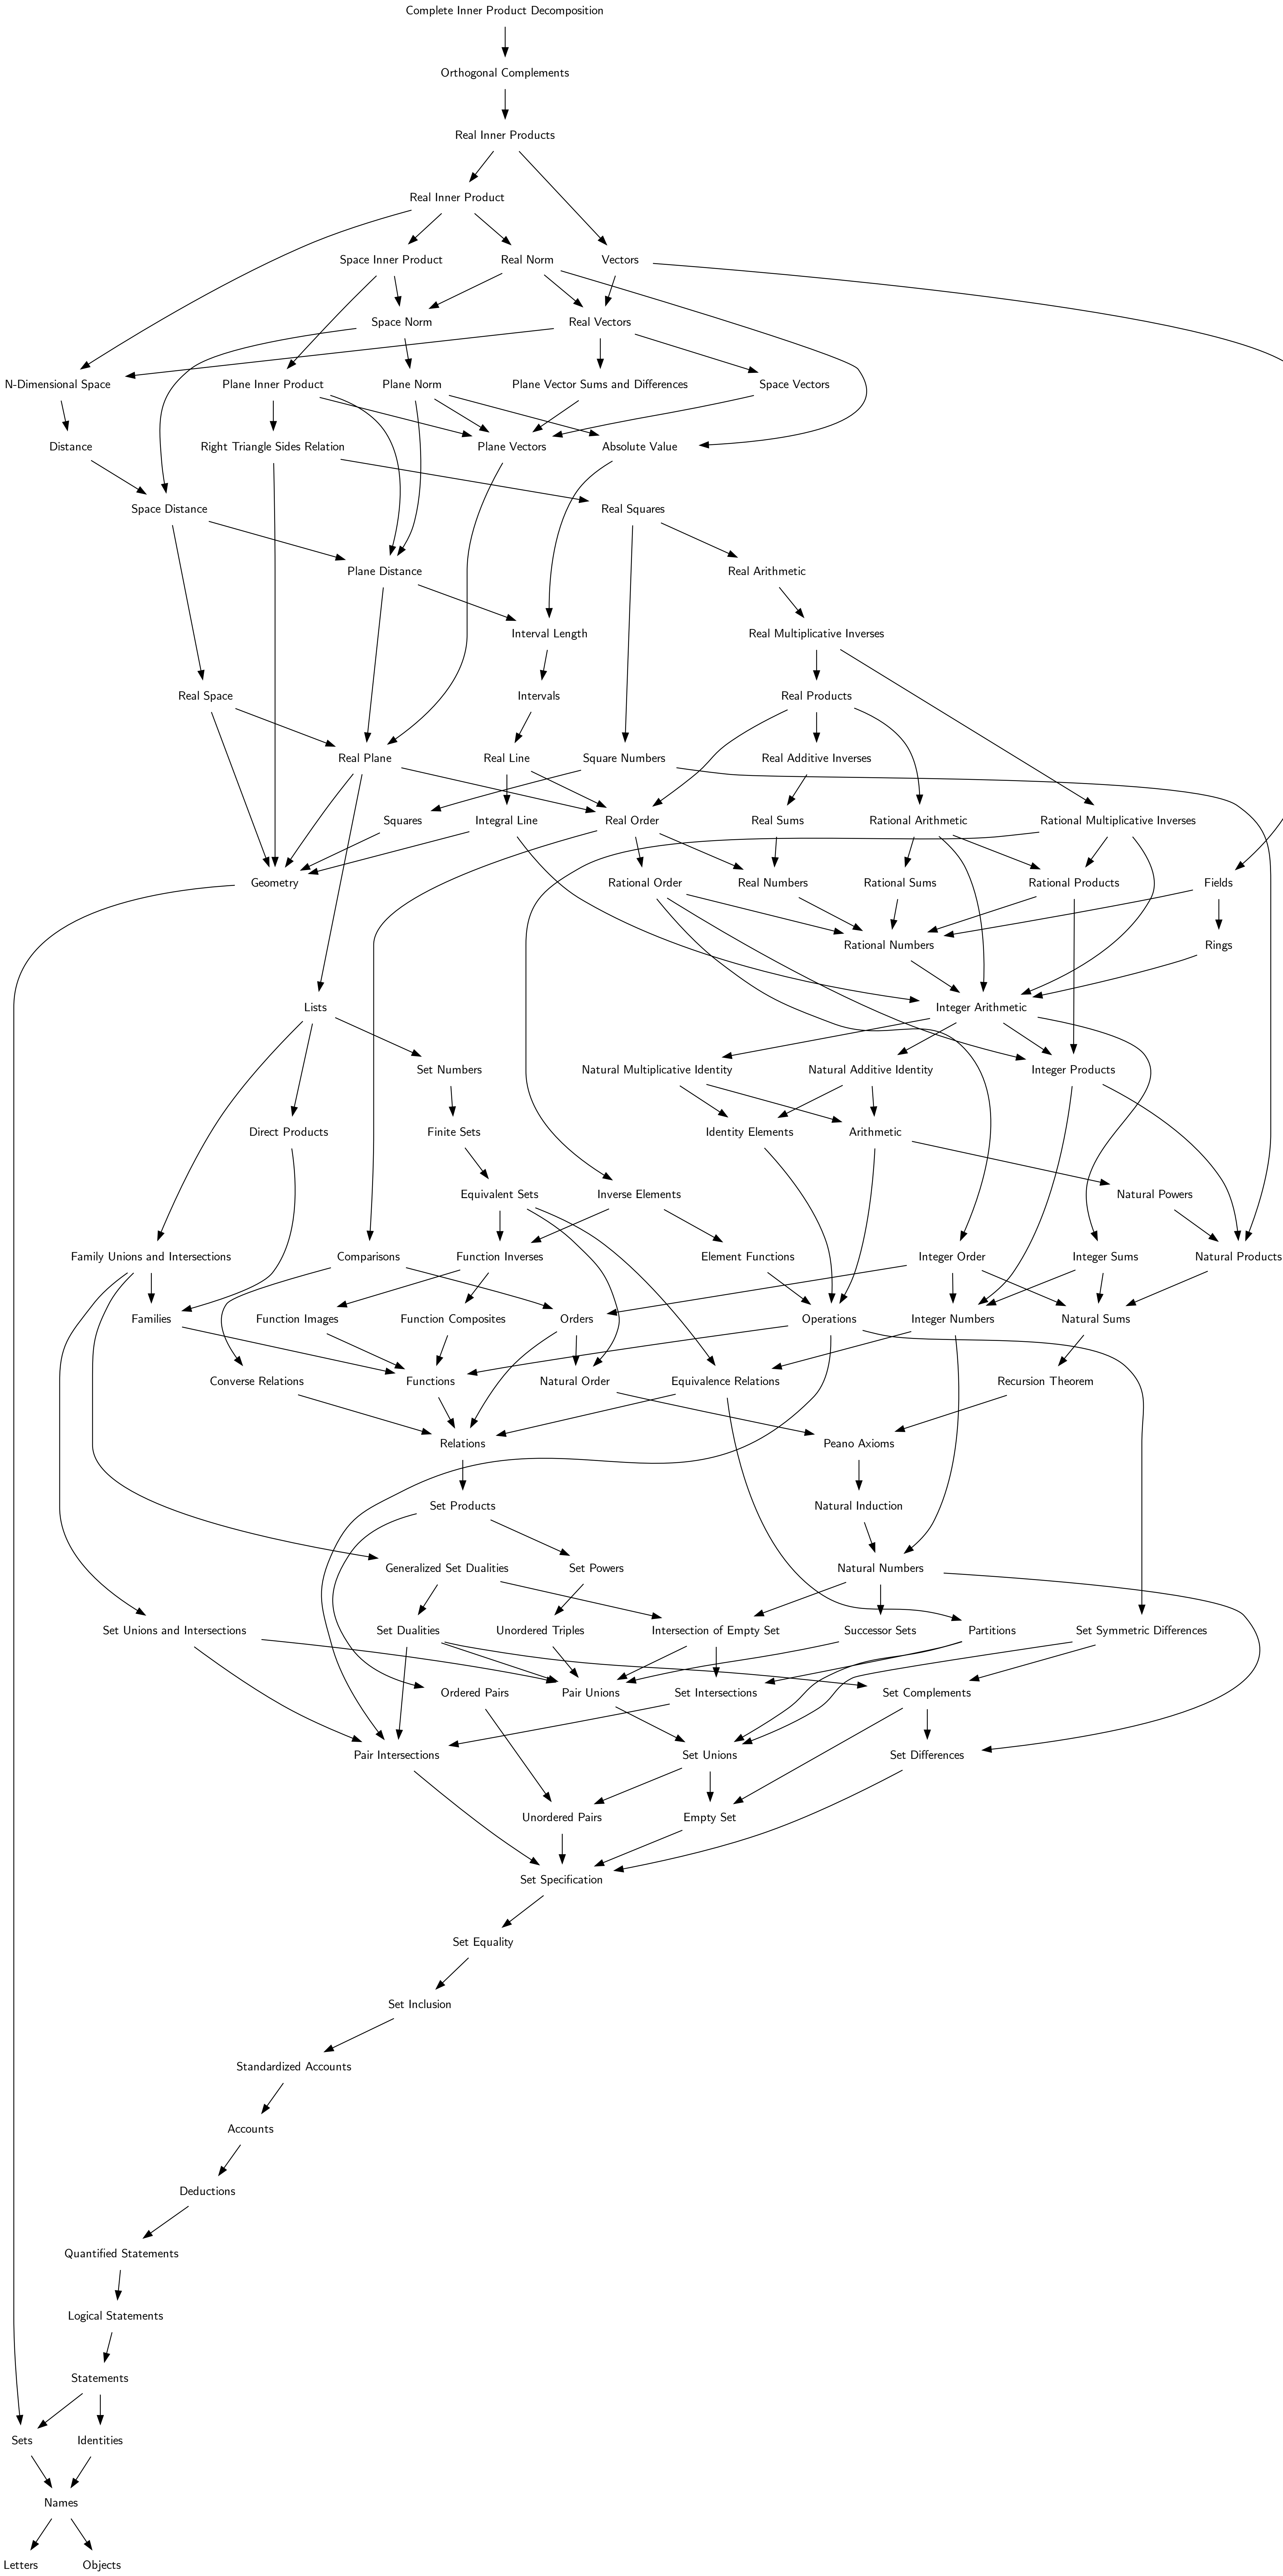 Complete Inner Product Decomposition
Orthogonal Complements
Real Inner Products
Real Inner Product
Space Inner Product
Real Norm
Vectors
Space Norm
Real Vectors
N-Dimensional Space
Plane Inner Product
Plane Norm
Plane Vector Sums and Differences
Space Vectors
Distance
Right Triangle Sides Relation
Plane Vectors
Absolute Value
Space Distance
Real Squares
Plane Distance
Real Arithmetic
Interval Length
Real Multiplicative Inverses
Real Space
Intervals
Real Products
Real Plane
Real Line
Square Numbers
Real Additive Inverses
Squares
Integral Line
Real Order
Real Sums
Rational Arithmetic
Rational Multiplicative Inverses
Geometry
Rational Order
Real Numbers
Rational Sums
Rational Products
Fields
Rational Numbers
Rings
Lists
Integer Arithmetic
Set Numbers
Natural Multiplicative Identity
Natural Additive Identity
Integer Products
Direct Products
Finite Sets
Identity Elements
Arithmetic
Equivalent Sets
Inverse Elements
Natural Powers
Family Unions and Intersections
Comparisons
Function Inverses
Element Functions
Integer Order
Integer Sums
Natural Products
Families
Function Images
Function Composites
Orders
Operations
Integer Numbers
Natural Sums
Converse Relations
Functions
Natural Order
Equivalence Relations
Recursion Theorem
Relations
Peano Axioms
Set Products
Natural Induction
Generalized Set Dualities
Set Powers
Natural Numbers
Set Unions and Intersections
Set Dualities
Unordered Triples
Intersection of Empty Set
Successor Sets
Partitions
Set Symmetric Differences
Ordered Pairs
Pair Unions
Set Intersections
Set Complements
Pair Intersections
Set Unions
Set Differences
Unordered Pairs
Empty Set
Set Specification
Set Equality
Set Inclusion
Standardized Accounts
Accounts
Deductions
Quantified Statements
Logical Statements
Statements
Sets
Identities
Names
Letters
Objects